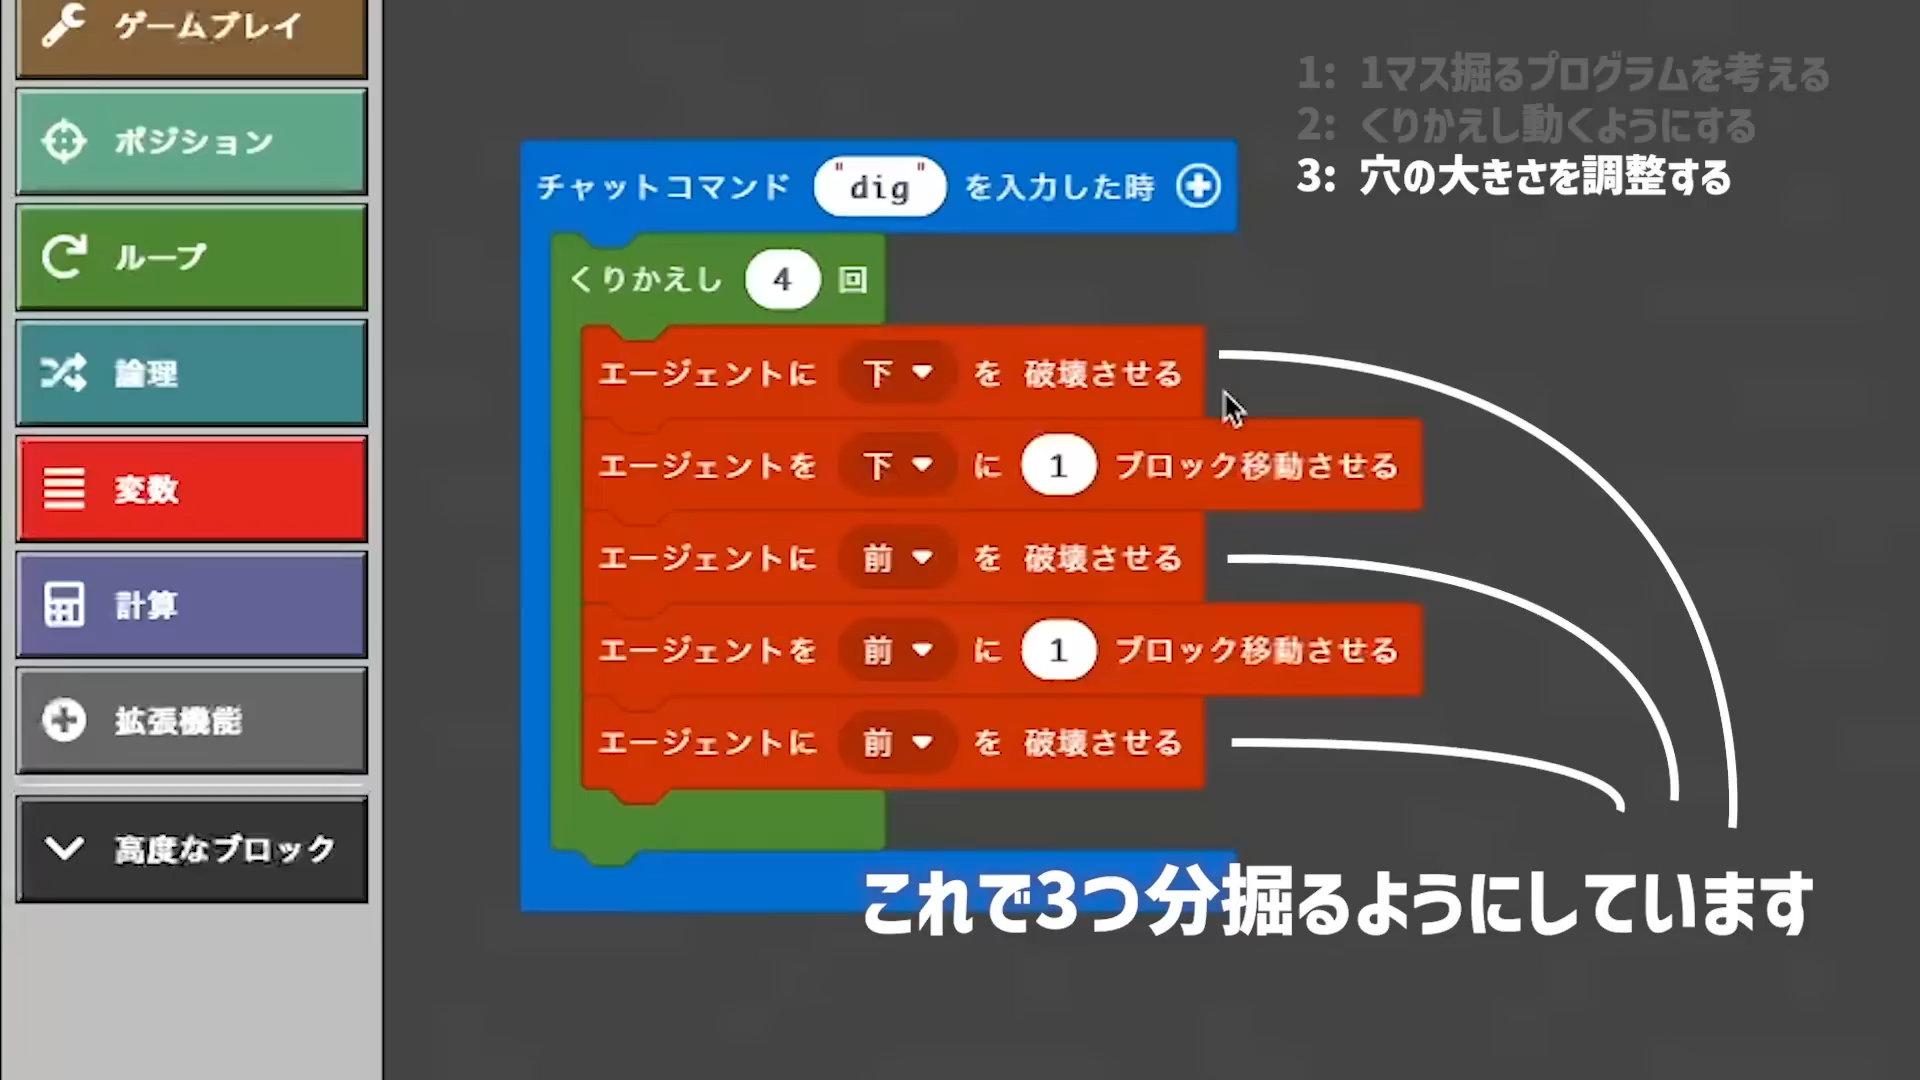 ゲームプレイ
ポジション
ループ
論理
変数
計算
拡張機能
高度なブロック
1: 1マス掘るプログラムを考える
2: くりかえし動くようにする
3: 穴の大きさを調整する
チャットコマンド "dig" を入力した時
くりかえし 4 回
エージェントに 下 を 破壊させる
エージェントを 下 に 1 ブロック移動させる
エージェントに 前 を 破壊させる
エージェントを 前 に 1 ブロック移動させる
エージェントに 前 を 破壊させる
これで3つ分掘るようにしています